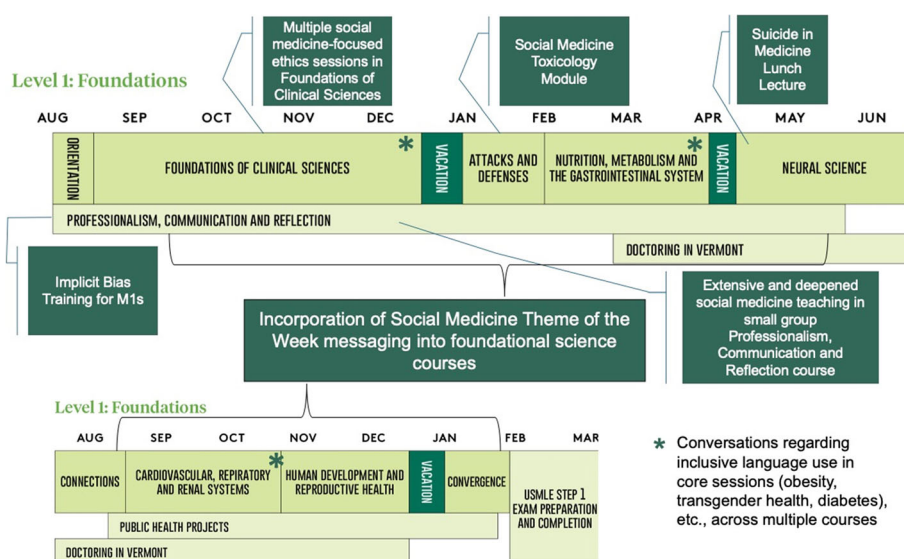 Multiple social
medicine-focused
ethics sessions in
Foundations of
Clinical Sciences
Social Medicine
Toxicology
Module
Suicide in
Medicine
Lunch
Lecture
Level 1: Foundations
AUG SEP OCT NOV DEC JAN FEB MAR APR MAY JUN
ORIENTATION
FOUNDATIONS OF CLINICAL SCIENCES
*
VACATION
ATTACKS AND
DEFENSES
NUTRITION, METABOLISM AND
THE GASTROINTESTINAL SYSTEM
*
VACATION
NEURAL SCIENCE
PROFESSIONALISM, COMMUNICATION AND REFLECTION
DOCTORING IN VERMONT
Implicit Bias
Training for M1s
Incorporation of Social Medicine Theme of the
Week messaging into foundational science
courses
Extensive and deepened
social medicine teaching in
small group
Professionalism,
Communication and
Reflection course
Level 1: Foundations
AUG SEP OCT NOV DEC JAN FEB MAR
CONNECTIONS
CARDIOVASCULAR, REPIRATORY
AND RENAL SYSTEMS
*
HUMAN DEVELOPMENT AND
REPRODUCTIVE HEALTH
VACATION
CONVERGENCE
USMLE STEP 1
EXAM PREPARATION
AND COMPLETION
PUBLIC HEALTH PROJECTS
DOCTORING IN VERMONT
* Conversations regarding
inclusive language use in
core sessions (obesity,
transgender health, diabetes),
etc., across multiple courses